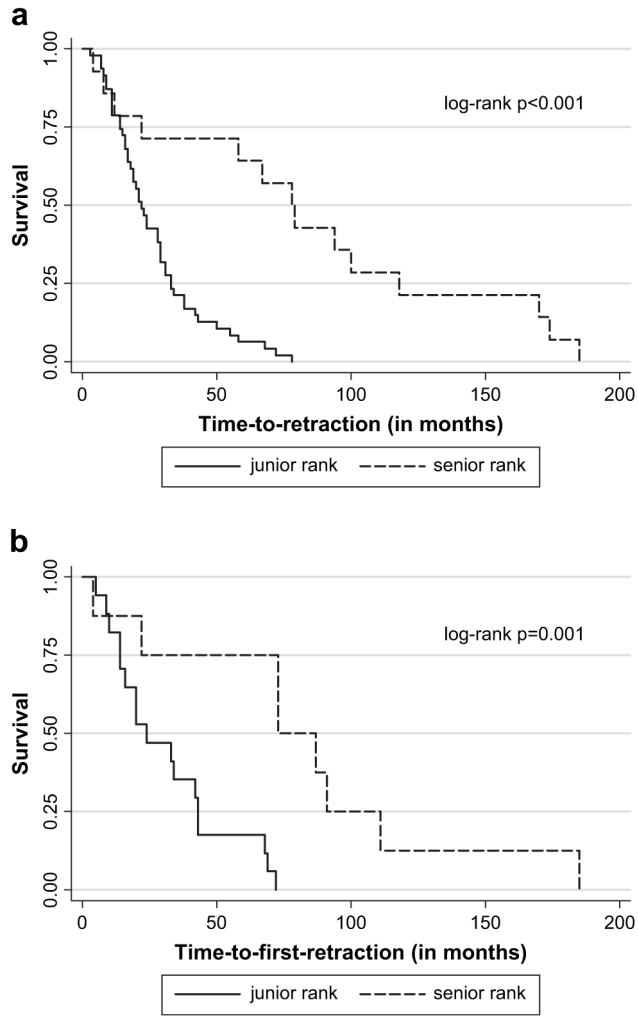 a
1.00
0.75
0.50
0.25
0.00
Survival
log-rank p<0.001
0 50 100 150 200
Time-to-retraction (in months)
junior rank senior rank
b
1.00
0.75
0.50
0.25
0.00
Survival
log-rank p=0.001
0 50 100 150 200
Time-to-first-retraction (in months)
junior rank senior rank